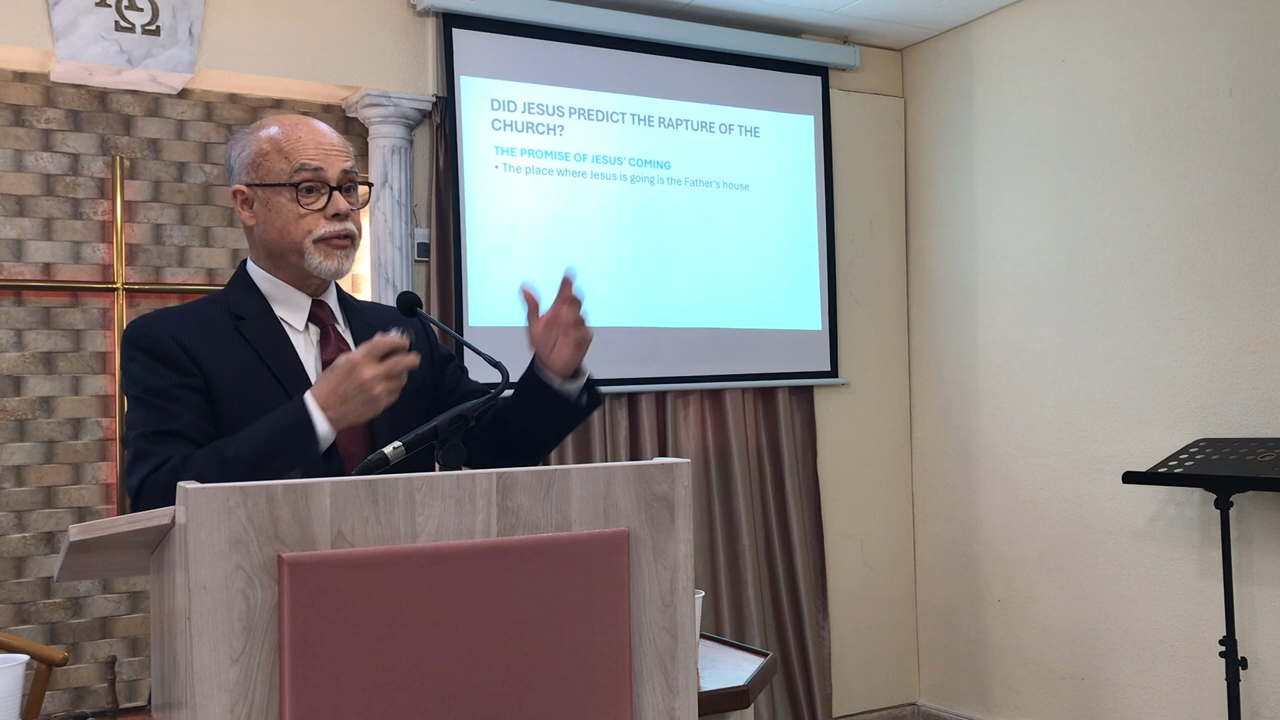 ΑΩ
DID JESUS PREDICT THE RAPTURE OF THE
CHURCH?
THE PROMISE OF JESUS' COMING
• The place where Jesus is going is the Father's house